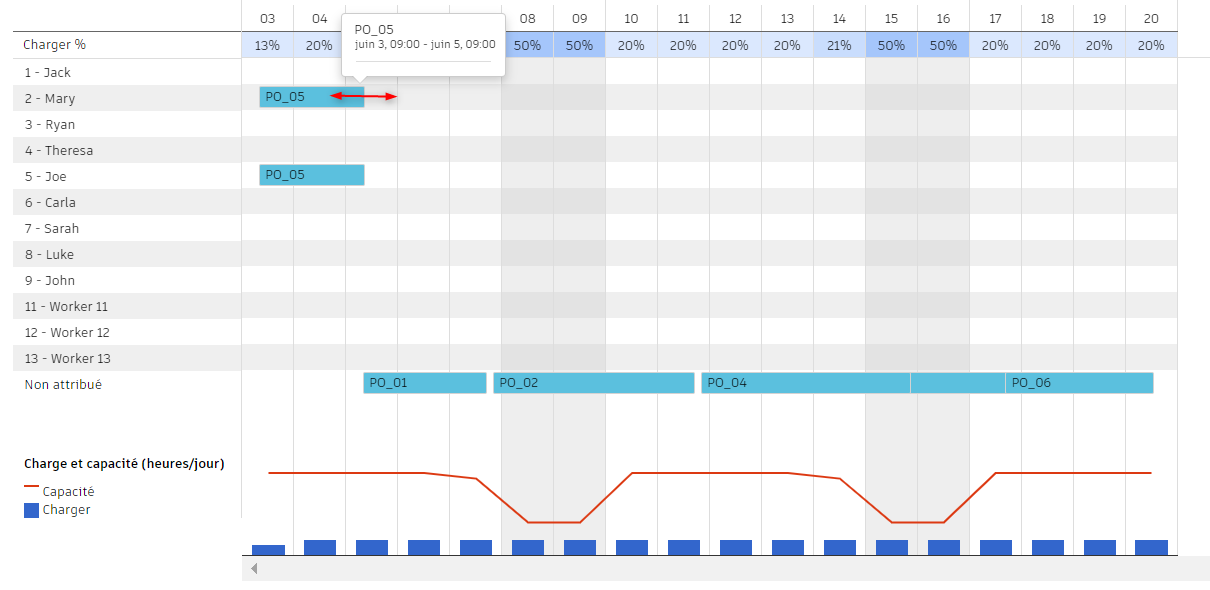 03 04 08 09 10 11 12 13 14 15 16 17 18 19 20
PO_05
juin 3, 09:00 - juin 5, 09:00
Charger % 13% 20% 50% 50% 20% 20% 20% 20% 21% 50% 50% 20% 20% 20% 20%
1 - Jack
2 - Mary PO_05
3 - Ryan
4 - Theresa
5 - Joe PO_05
6 - Carla
7 - Sarah
8 - Luke
9 - John
11 - Worker 11
12 - Worker 12
13 - Worker 13
Non attribué PO_01 PO_02 PO_04 PO_06
Charge et capacité (heures/jour)
Capacité
Charger